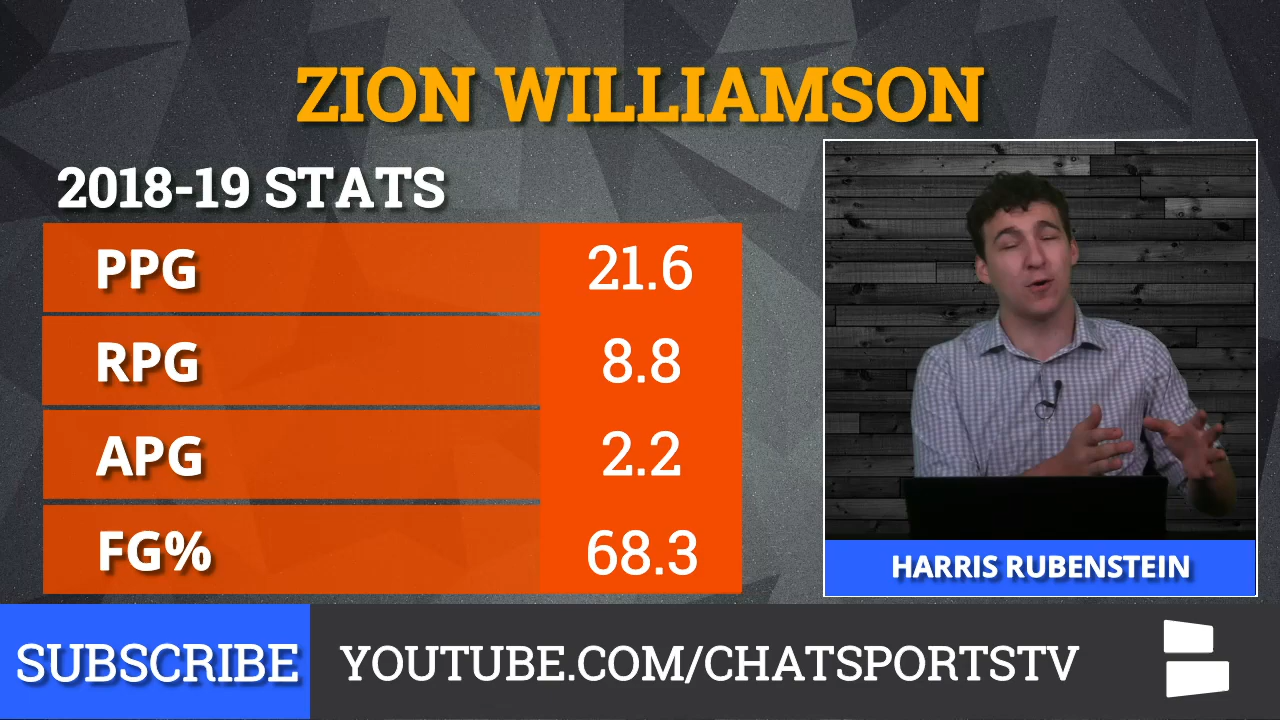 ZION WILLIAMSON
2018-19 STATS
PPG 21.6
RPG 8.8
APG 2.2
FG% 68.3
HARRIS RUBENSTEIN
SUBSCRIBE YOUTUBE.COM/CHATSPORTSTV